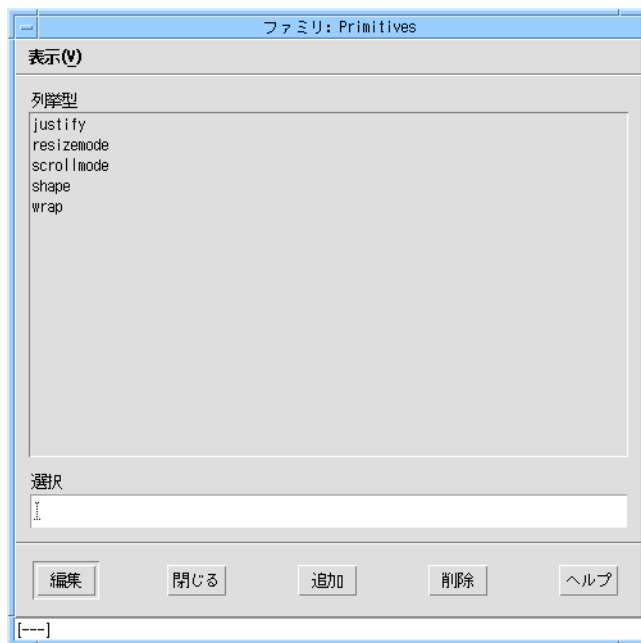 ファミリ: Primitives
表示(V)
列挙型
justify
resizemode
scrollmode
shape
wrap
選択
編集 閉じる 追加 削除 ヘルプ
[---]